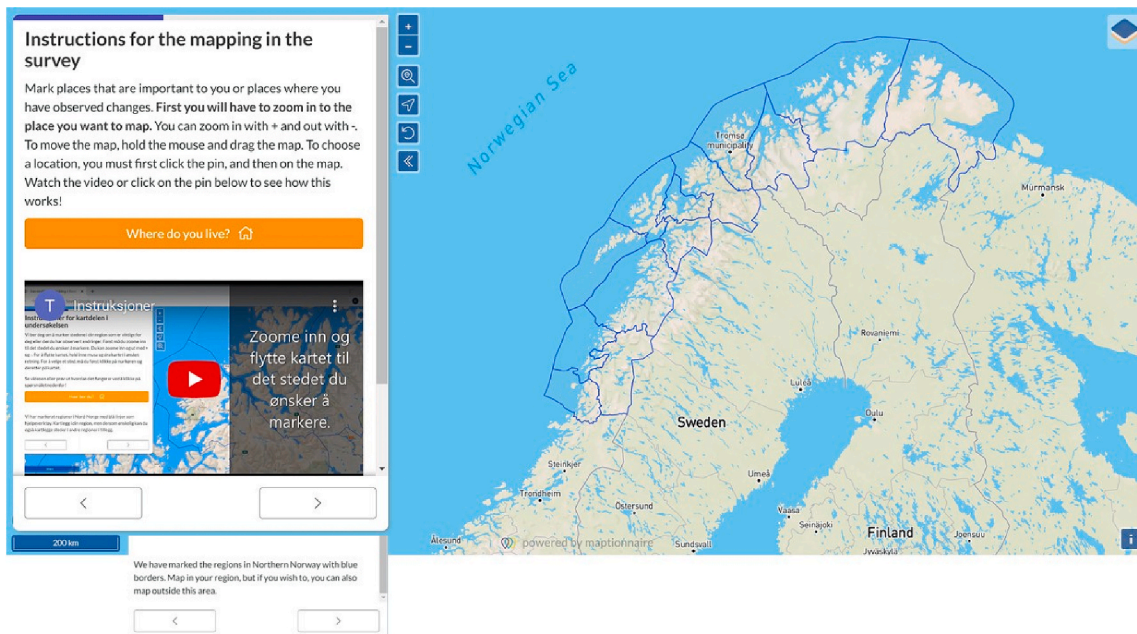 Instructions for the mapping in the
survey
Mark places that are important to you or places where you
have observed changes. First you will have to zoom in to the
place you want to map. You can zoom in with + and out with -.
To move the map, hold the mouse and drag the map. To choose
a location, you must first click the pin, and then on the map.
Watch the video or click on the pin below to see how this
works!
Where do you live?
T Instruksjoner
Instruksjoner for kartdelen i
undersøkelsen
Zoome inn og
flytte kartet til
det stedet du
ønsker å
markere.
<
>
200 km
We have marked the regions in Northern Norway with blue
borders. Map in your region, but if you wish to, you can also
map outside this area.
<
>
+
-
Norwegian Sea
Tromsø
municipality
Murmansk
Rovaniemi
Luleå
Oulu
Sweden
Steinkjer
Umeå
Trondheim
Östersund
Vaasa
Seinäjoki
Finland
Joensuu
Ålesund
powered by maptionnaire
Sundsvall
Jyväskylä
i